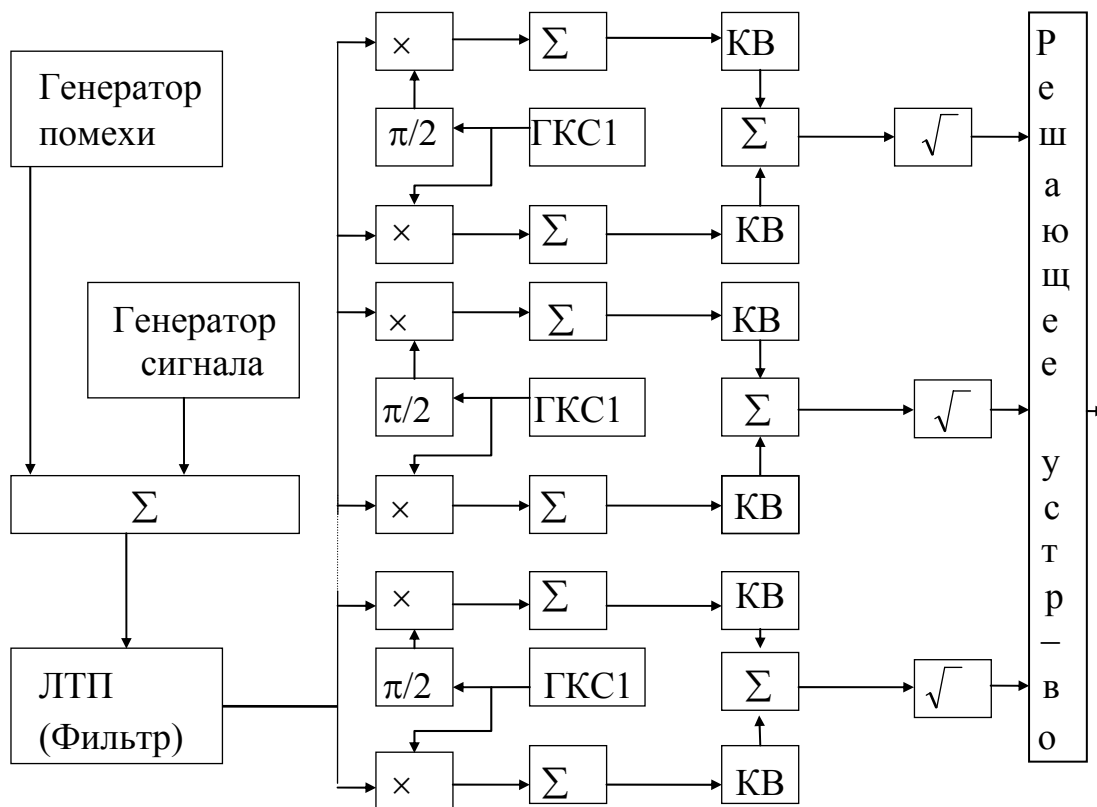 × Σ КВ
Генератор
помехи
π/2 ГКС1 Σ √
× Σ КВ
Генератор
сигнала
× Σ КВ
π/2 ГКС1 Σ √
× Σ КВ
Σ
× Σ КВ
ЛТП
(Фильтр)
π/2 ГКС1 Σ √
× Σ КВ
Р
е
ш
а
ю
щ
е
е
у
с
т
р
–
в
о